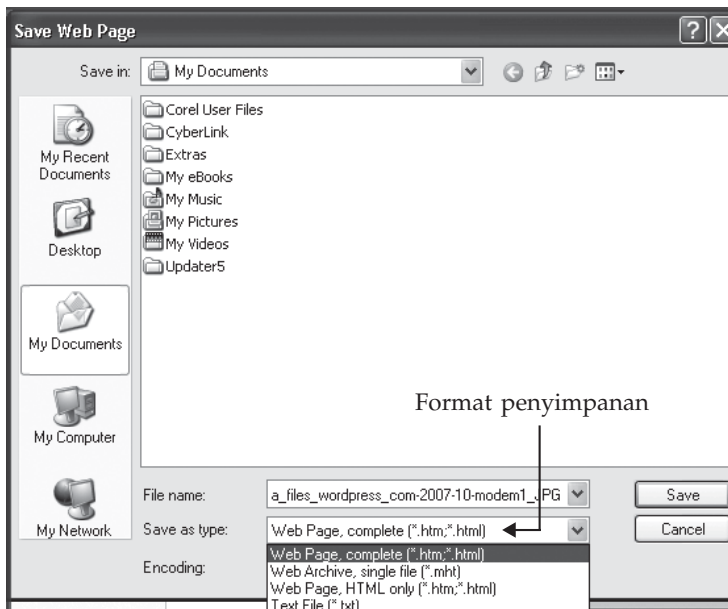 Save Web Page
Save in:
My Documents
My Recent
Documents
Desktop
My Documents
My Computer
My Network
Corel User Files
CyberLink
Extras
My eBooks
My Music
My Pictures
My Videos
Updater5
Format penyimpanan
File name:
a_files_wordpress_com-2007-10-modem1_JPG
Save
Save as type:
Web Page, complete (*.htm;*.html)
Cancel
Web Page, complete (*.htm;*.html)
Web Archive, single file (*.mht)
Web Page, HTML only (*.htm;*.html)
Text File (*.txt)
Encoding: